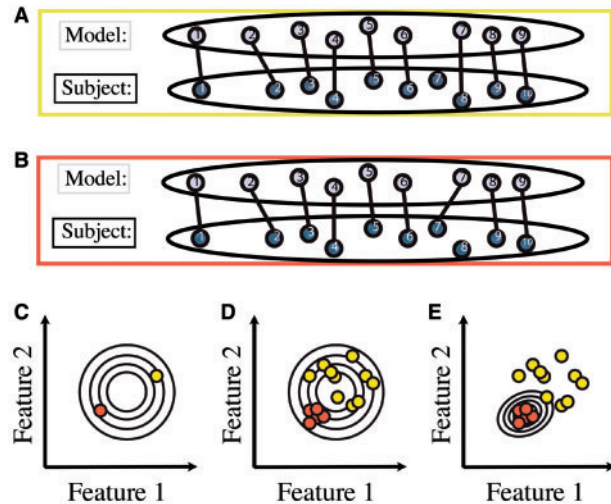 A
Model: 1 2 3 4 5 6 7 8 9
Subject: 1 2 3 4 5 6 7 8 9 10
B
Model: 1 2 3 4 5 6 7 8 9
Subject: 1 2 3 4 5 6 7 8 9 10
C D E
Feature 2 Feature 2 Feature 2
Feature 1 Feature 1 Feature 1